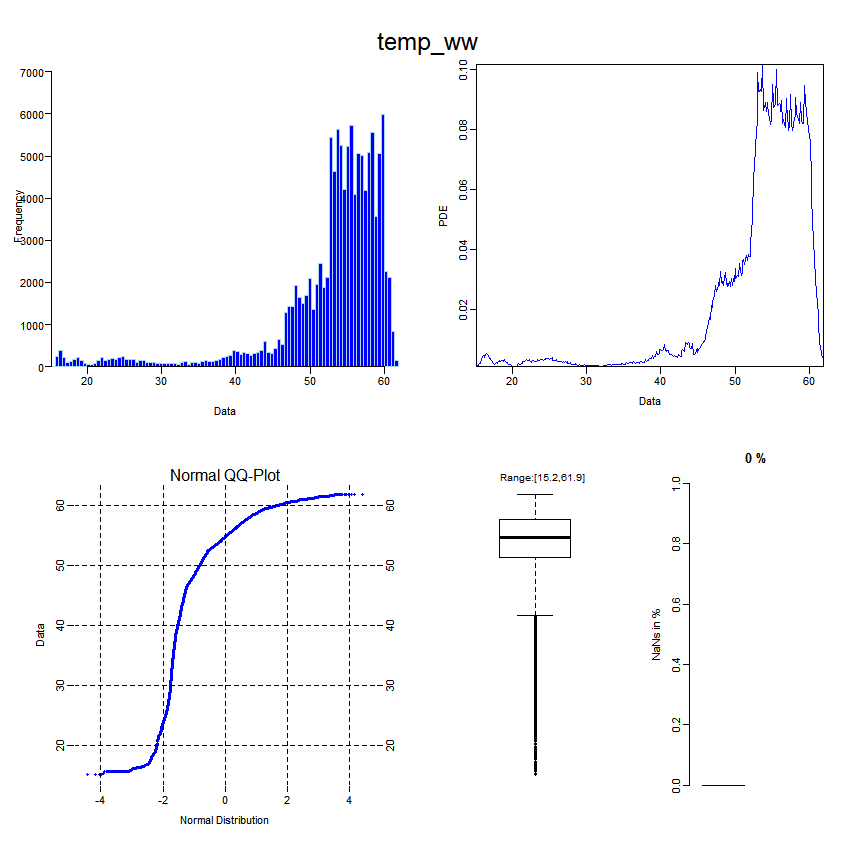 temp_ww
7000
6000
5000
4000
3000
2000
1000
0
Frequency
20 30 40 50 60
Data
0.10
0.08
0.06
0.04
0.02
PDE
20 30 40 50 60
Data
Normal QQ-Plot
60 60
50 50
40 40
30 30
20 20
Data
-4 -2 0 2 4
Normal Distribution
Range:[15.2,61.9]
0 %
1.0
0.8
0.6
0.4
0.2
0.0
NaNs in %